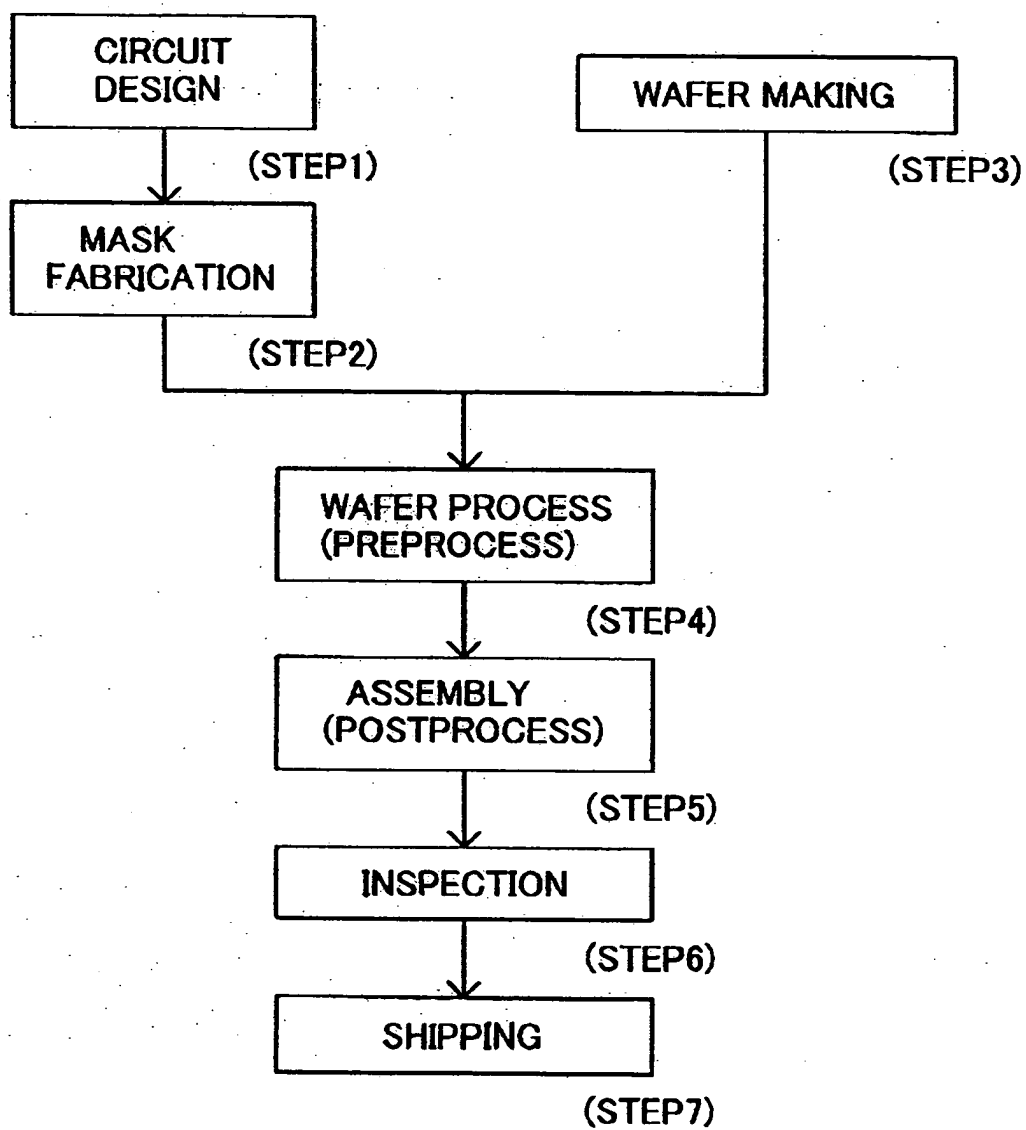 CIRCUIT
DESIGN
(STEP1)
MASK
FABRICATION
(STEP2)
WAFER MAKING
(STEP3)
WAFER PROCESS
(PREPROCESS)
(STEP4)
ASSEMBLY
(POSTPROCESS)
(STEP5)
INSPECTION
(STEP6)
SHIPPING
(STEP7)